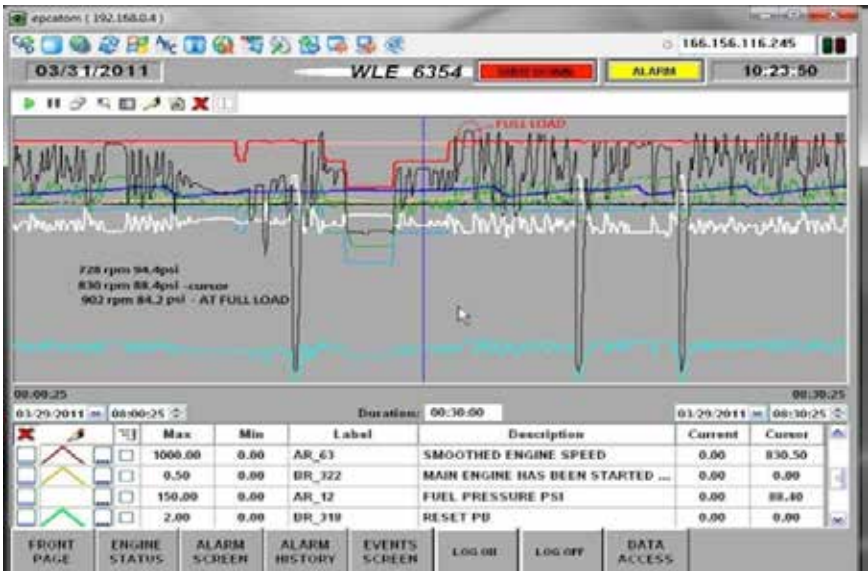 epcatom ( 192.168.0.4 )
166.156.116.245
03/31/2011
WLE 6354
ALARM
10:23:50
FULL LOAD
728 rpm 94.4psi
830 rpm 88.4psi -cursor
902 rpm 84.2 psi - AT FULL LOAD
08:00:25
08:30:25
03/29/2011
08:00:25
Duration: 00:30:00
03/29/2011
08:30:25
Max Min Label Description Current Cursor
1000.00 0.00 AR_63 SMOOTHED ENGINE SPEED 0.00 830.50
0.50 0.00 BR_322 MAIN ENGINE HAS BEEN STARTED ... 0.00 0.00
150.00 0.00 AR_12 FUEL PRESSURE PSI 0.00 88.40
2.00 0.00 BR_319 RESET PB 0.00 0.00
FRONT PAGE
ENGINE STATUS
ALARM SCREEN
ALARM HISTORY
EVENTS SCREEN
LOG ON
LOG OFF
DATA ACCESS